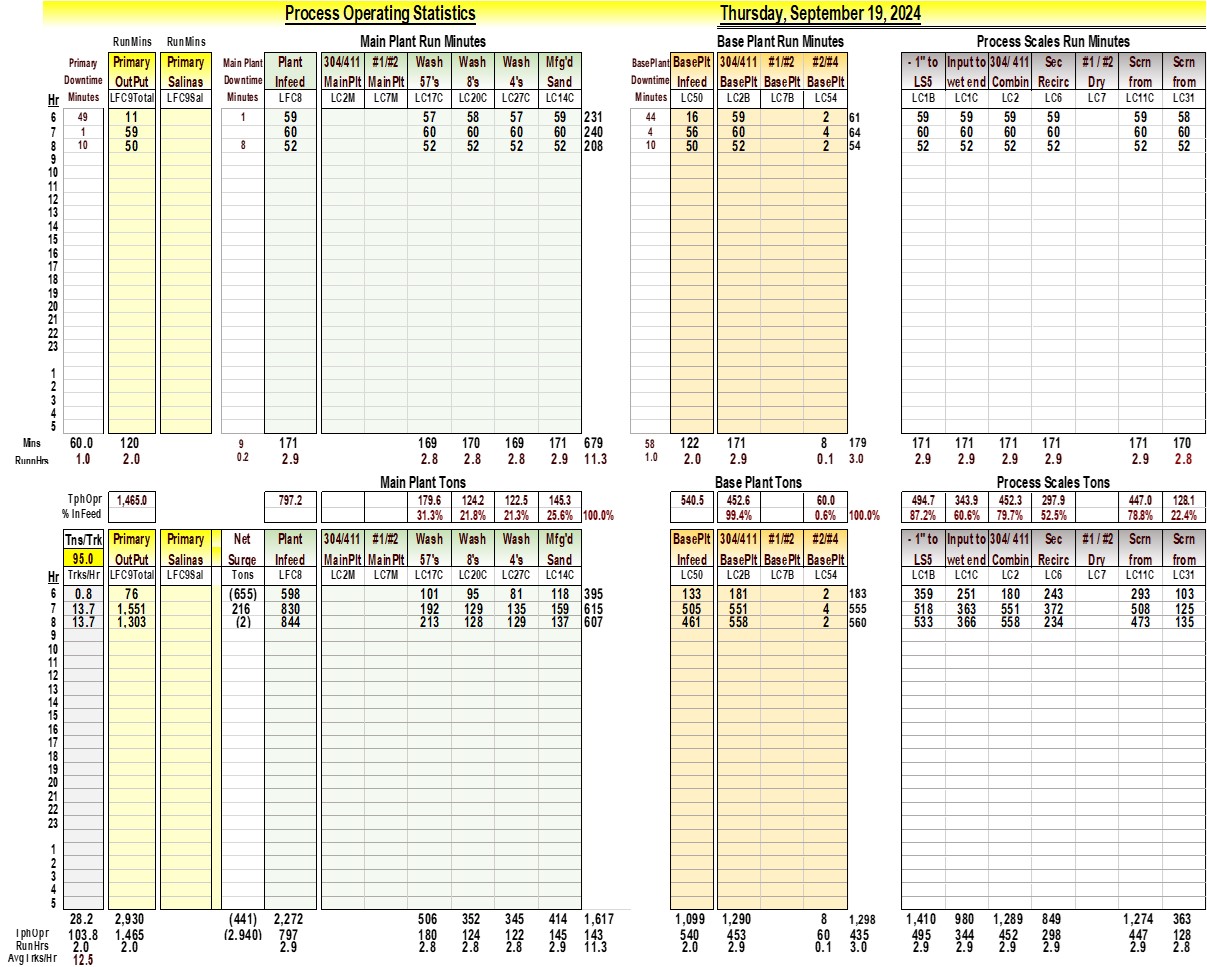 Process Operating Statistics Thursday, September 19, 2024
RunMins RunMins Main Plant Run Minutes Base Plant Run Minutes Process Scales Run Minutes
Primary Primary Primary Main Plant Plant 304/411 #1/#2 Wash Wash Wash Mfg'd BasePlant BasePlt 304/411 #1/#2 #2/#4 - 1" to Input to 304/ 411 Sec #1 / #2 Scrn Scrn
Downtime OutPut Salinas Downtime Infeed MainPlt MainPlt 57's 8's 4's Sand Downtime Infeed BasePlt BasePlt BasePlt LS5 wet end Combin Recirc Dry from from
Hr Minutes LFC9Total LFC9Sal Minutes LFC8 LC2M LC7M LC17C LC20C LC27C LC14C Minutes LC50 LC2B LC7B LC54 LC1B LC1C LC2 LC6 LC7 LC11C LC31
6 49 11 1 59 57 58 57 59 231 44 16 59 2 61 59 59 59 59 59 58
7 1 59 60 60 60 60 60 240 4 56 60 4 64 60 60 60 60 60 60
8 10 50 8 52 52 52 52 52 208 10 50 52 2 54 52 52 52 52 52 52
9
10
11
12
13
14
15
16
17
18
19
20
21
22
23
1
2
3
4
5
Mins 60.0 120 9 171 169 170 169 171 679 58 122 171 8 179 171 171 171 171 171 170
RunnHrs 1.0 2.0 0.2 2.9 2.8 2.8 2.8 2.9 11.3 1.0 2.0 2.9 0.1 3.0 2.9 2.9 2.9 2.9 2.9 2.8
Main Plant Tons Base Plant Tons Process Scales Tons
TphOpr 1,465.0 797.2 179.6 124.2 122.5 145.3 540.5 452.6 60.0 494.7 343.9 452.3 297.9 447.0 128.1
% InFeed 31.3% 21.8% 21.3% 25.6% 100.0% 99.4% 0.6% 100.0% 87.2% 60.6% 79.7% 52.5% 78.8% 22.4%
Tns/Trk Primary Primary Net Plant 304/411 #1/#2 Wash Wash Wash Mfg'd BasePlt 304/411 #1/#2 #2/#4 - 1" to Input to 304/ 411 Sec #1 / #2 Scrn Scrn
95.0 OutPut Salinas Surge Infeed MainPlt MainPlt 57's 8's 4's Sand Infeed BasePlt BasePlt BasePlt LS5 wet end Combin Recirc Dry from from
Hr Trks/Hr LFC9Total LFC9Sal Tons LFC8 LC2M LC7M LC17C LC20C LC27C LC14C LC50 LC2B LC7B LC54 LC1B LC1C LC2 LC6 LC7 LC11C LC31
6 0.8 76 (655) 598 101 95 81 118 395 133 181 2 183 359 251 180 243 293 103
7 13.7 1,551 216 830 192 129 135 159 615 505 551 4 555 518 363 551 372 508 125
8 13.7 1,303 (2) 844 213 128 129 137 607 461 558 2 560 533 366 558 234 473 135
9
10
11
12
13
14
15
16
17
18
19
20
21
22
23
1
2
3
4
5
28.2 2,930 (441) 2,272 506 352 345 414 1,617 1,099 1,290 8 1,298 1,410 980 1,289 849 1,274 363
TphOpr 103.8 1,465 (2,940) 797 180 124 122 145 143 540 453 60 435 495 344 452 298 447 128
RunHrs 2.0 2.0 2.9 2.8 2.8 2.8 2.9 11.3 2.0 2.9 0.1 3.0 2.9 2.9 2.9 2.9 2.9 2.8
Avg Trks/Hr 12.5